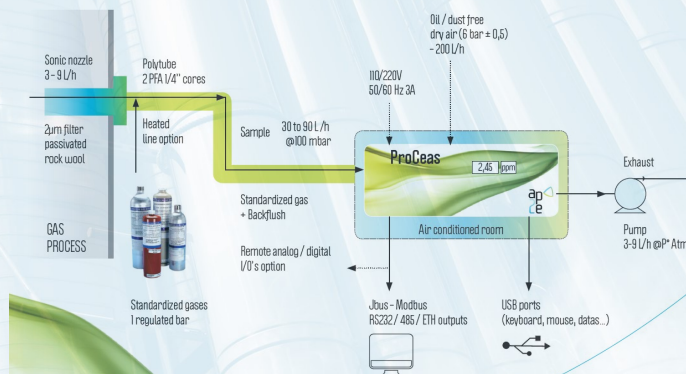 Oil / dust free
dry air (6 bar ± 0,5)
- 200 L/h
Sonic nozzle
3 - 9 L/h
Polytube
2 PFA 1/4'' cores
110/220V
50/60 Hz 3A
2µm filter
passivated
rock wool
Heated
line option
Sample
30 to 90 L/h
@100 mbar
ProCeas
2,45 ppm
ap2e
Exhaust
GAS
PROCESS
Standardized gas
+ Backflush
Air conditioned room
Pump
3-9 L/h @P° Atm
Remote analog / digital
I/O's option
Standardized gases
1 regulated bar
Jbus - Modbus
RS232 / 485 / ETH outputs
USB ports
(keyboard, mouse, datas...)